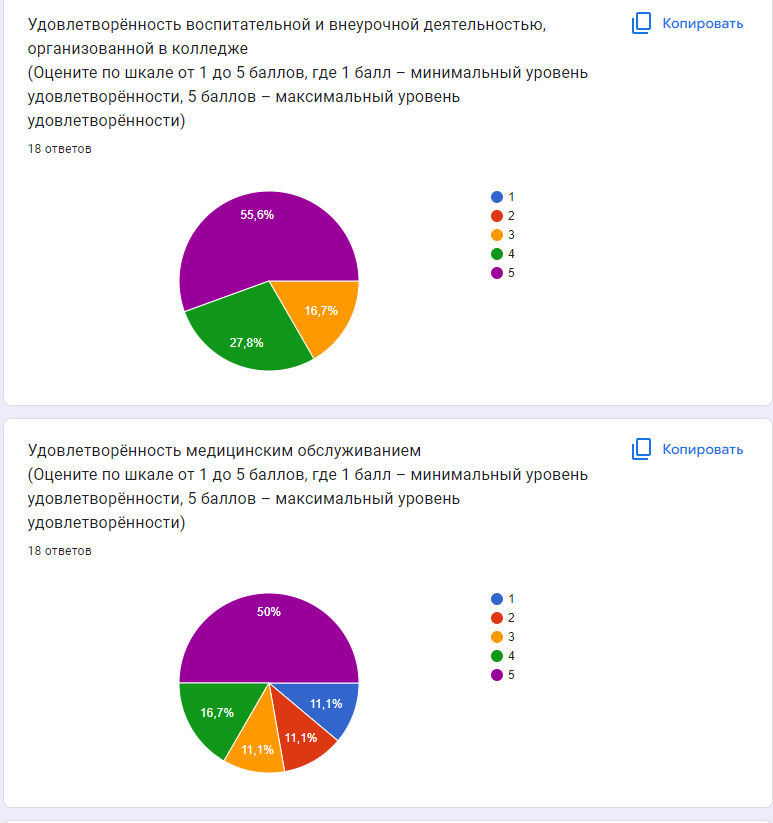 Удовлетворённость воспитательной и внеурочной деятельностью,
организованной в колледже
(Оцените по шкале от 1 до 5 баллов, где 1 балл – минимальный уровень
удовлетворённости, 5 баллов – максимальный уровень
удовлетворённости)
Копировать
18 ответов
55,6%
16,7%
27,8%
1
2
3
4
5
Удовлетворённость медицинским обслуживанием
(Оцените по шкале от 1 до 5 баллов, где 1 балл – минимальный уровень
удовлетворённости, 5 баллов – максимальный уровень
удовлетворённости)
Копировать
18 ответов
50%
11,1%
16,7%
11,1%
11,1%
1
2
3
4
5